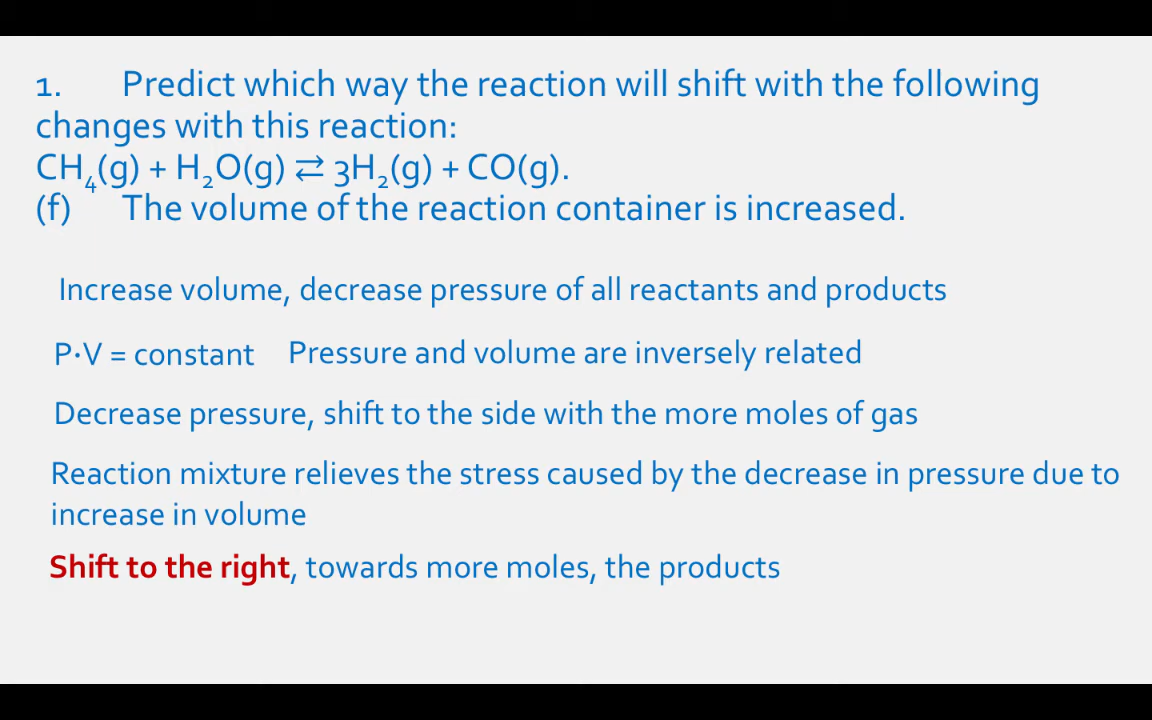 1. Predict which way the reaction will shift with the following
changes with this reaction:
CH₄(g) + H₂O(g) ⇄ 3H₂(g) + CO(g).
(f) The volume of the reaction container is increased.
Increase volume, decrease pressure of all reactants and products
P·V = constant Pressure and volume are inversely related
Decrease pressure, shift to the side with the more moles of gas
Reaction mixture relieves the stress caused by the decrease in pressure due to
increase in volume
Shift to the right, towards more moles, the products